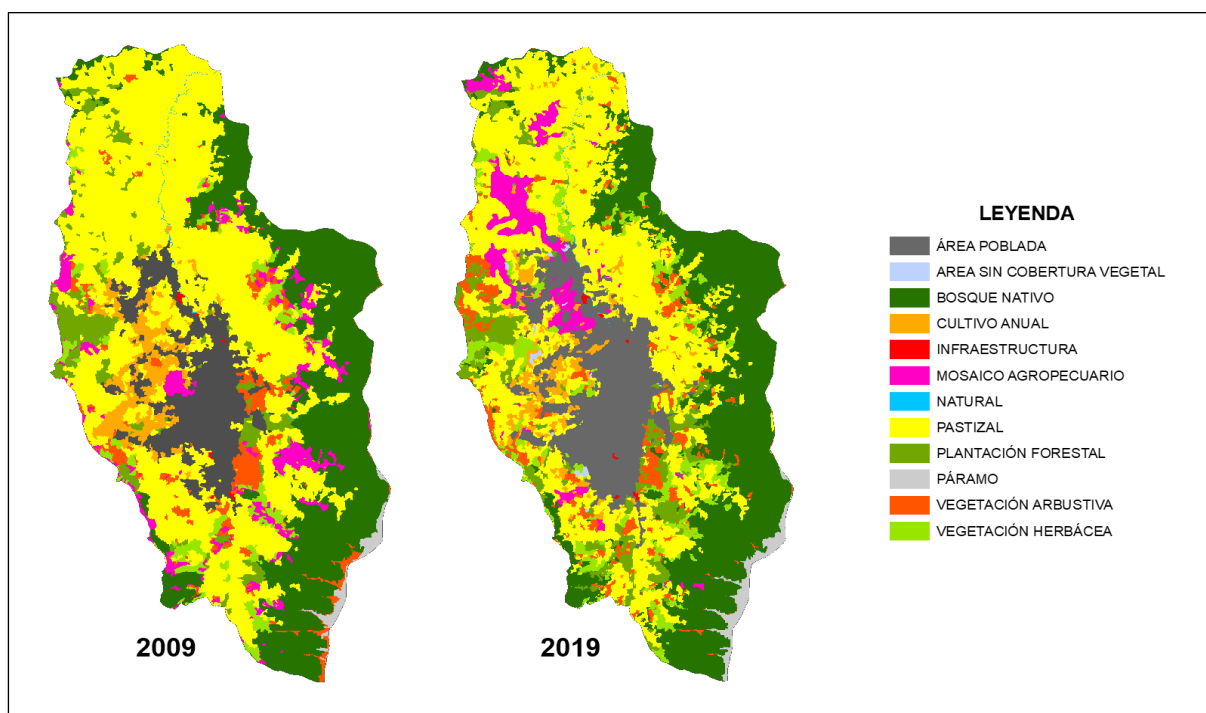 LEYENDA
ÁREA POBLADA
AREA SIN COBERTURA VEGETAL
BOSQUE NATIVO
CULTIVO ANUAL
INFRAESTRUCTURA
MOSAICO AGROPECUARIO
NATURAL
PASTIZAL
PLANTACIÓN FORESTAL
PÁRAMO
VEGETACIÓN ARBUSTIVA
VEGETACIÓN HERBÁCEA
2009
2019